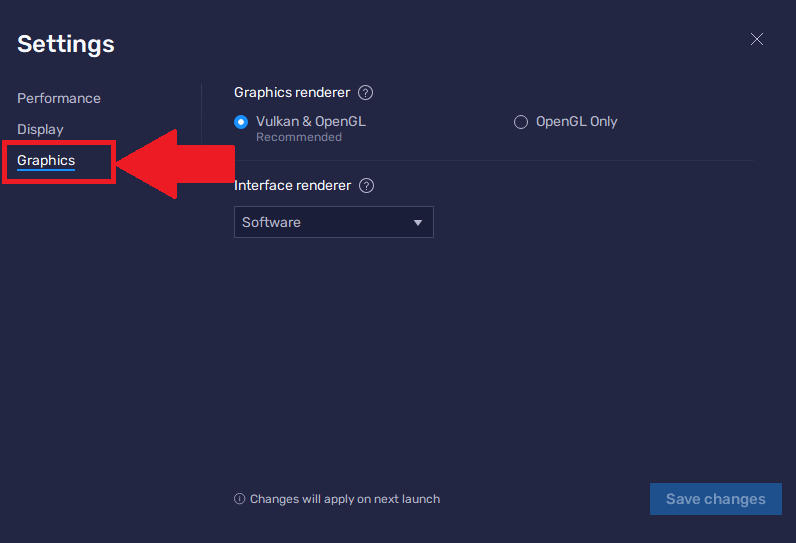 Settings
Performance
Display
Graphics
Graphics renderer ?
Vulkan & OpenGL
Recommended
OpenGL Only
Interface renderer ?
Software
Changes will apply on next launch
Save changes